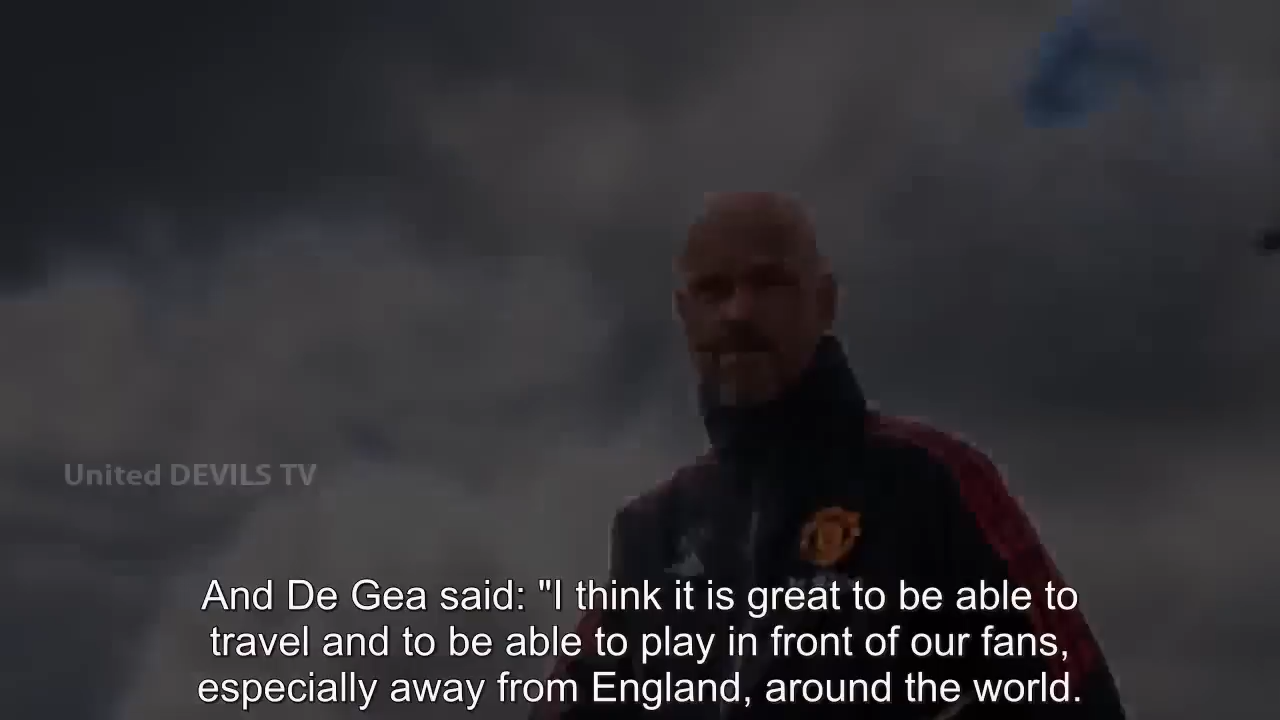 United DEVILS TV
And De Gea said: "I think it is great to be able to
travel and to be able to play in front of our fans,
especially away from England, around the world.